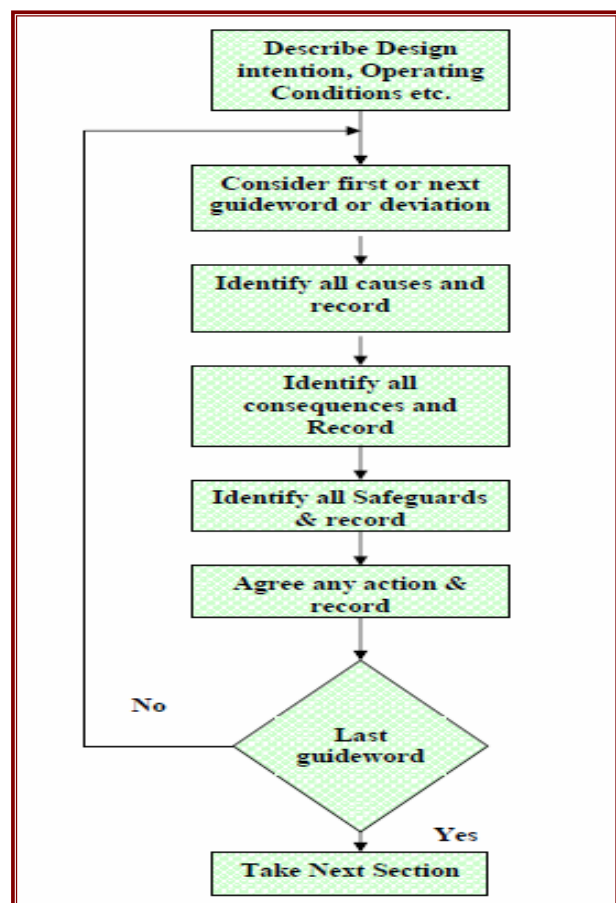 Describe Design
intention, Operating
Conditions etc.
Consider first or next
guideword or deviation
Identify all causes and
record
Identify all
consequences and
Record
Identify all Safeguards
& record
Agree any action &
record
No
Last
guideword
Yes
Take Next Section